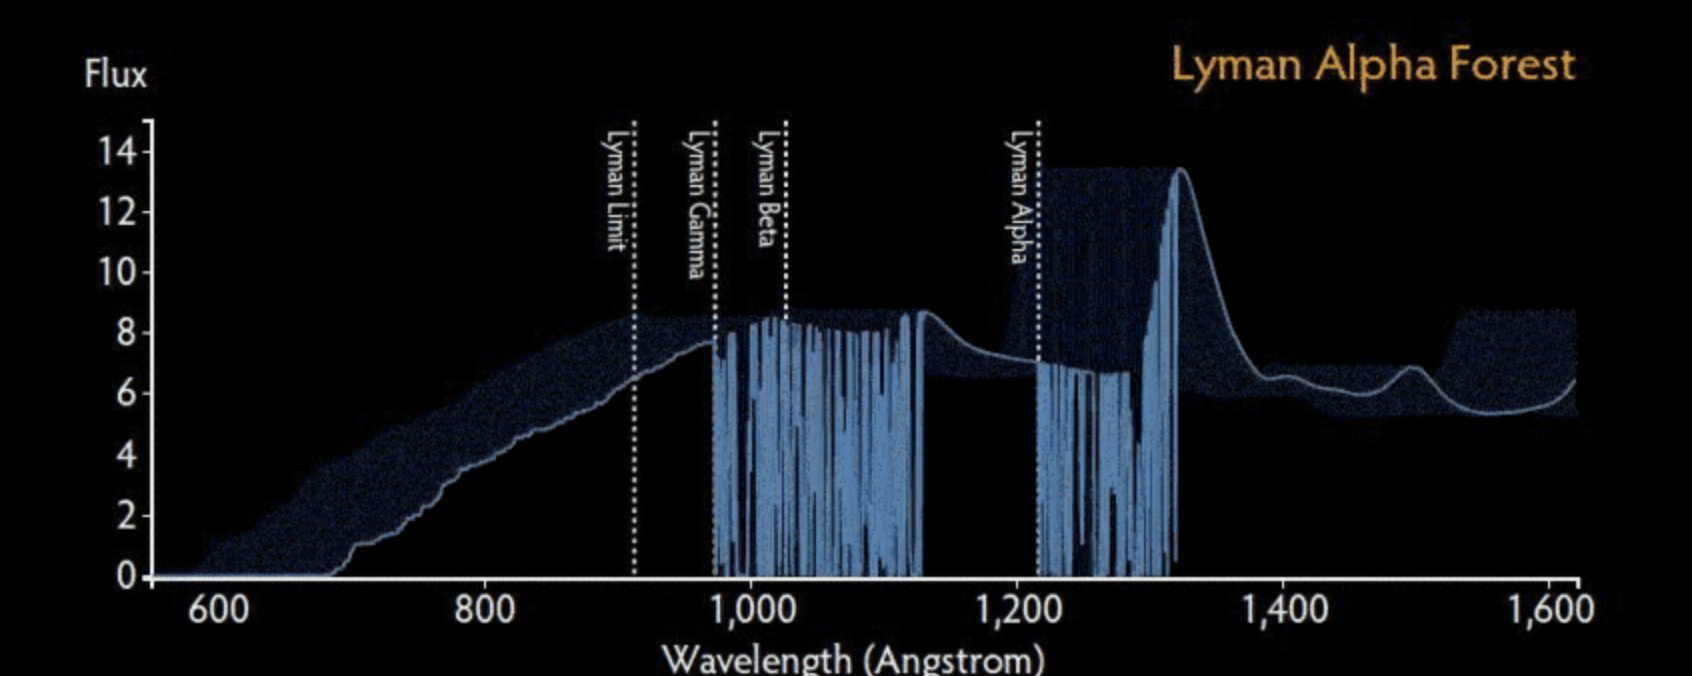 Lyman Alpha Forest
Flux
14
12
10
8
6
4
2
0
Lyman Limit
Lyman Gamma
Lyman Beta
Lyman Alpha
600 800 1,000 1,200 1,400 1,600
Wavelength (Angstrom)